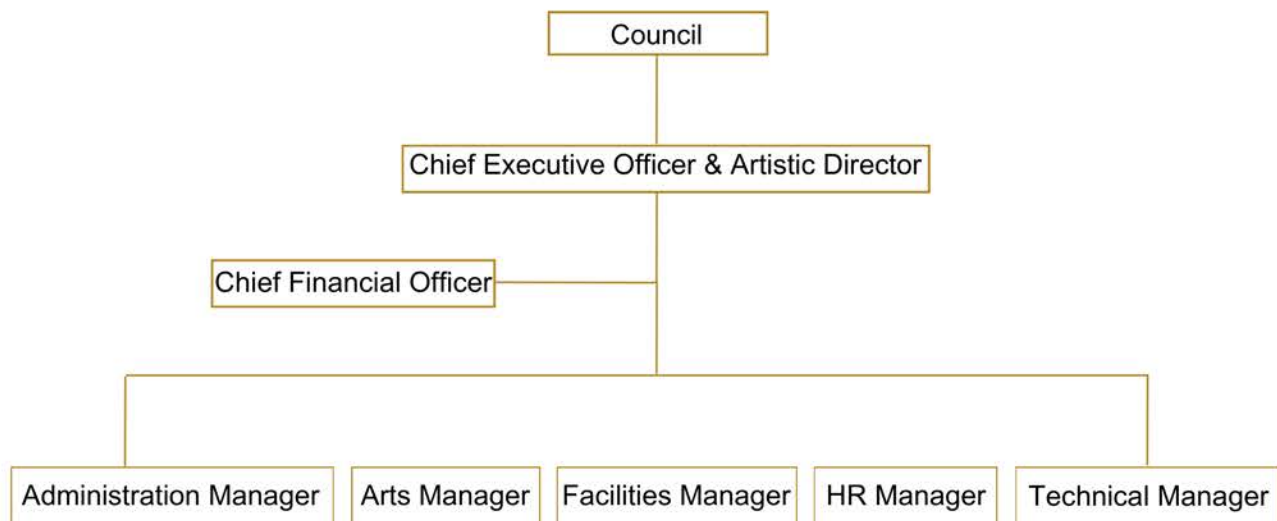 Council
Chief Executive Officer & Artistic Director
Chief Financial Officer
Administration Manager
Arts Manager
Facilities Manager
HR Manager
Technical Manager